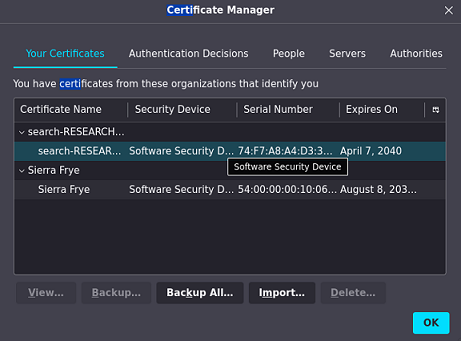 Certificate Manager
Your Certificates Authentication Decisions People Servers Authorities
You have certificates from these organizations that identify you
Certificate Name Security Device Serial Number Expires On
search-RESEARCH…
search-RESEAR… Software Security D… 74:F7:A8:A4:D3:3… April 7, 2040
Software Security Device
Sierra Frye
Sierra Frye Software Security D… 54:00:00:00:10:06… August 8, 203…
View… Backup… Backup All… Import… Delete…
OK